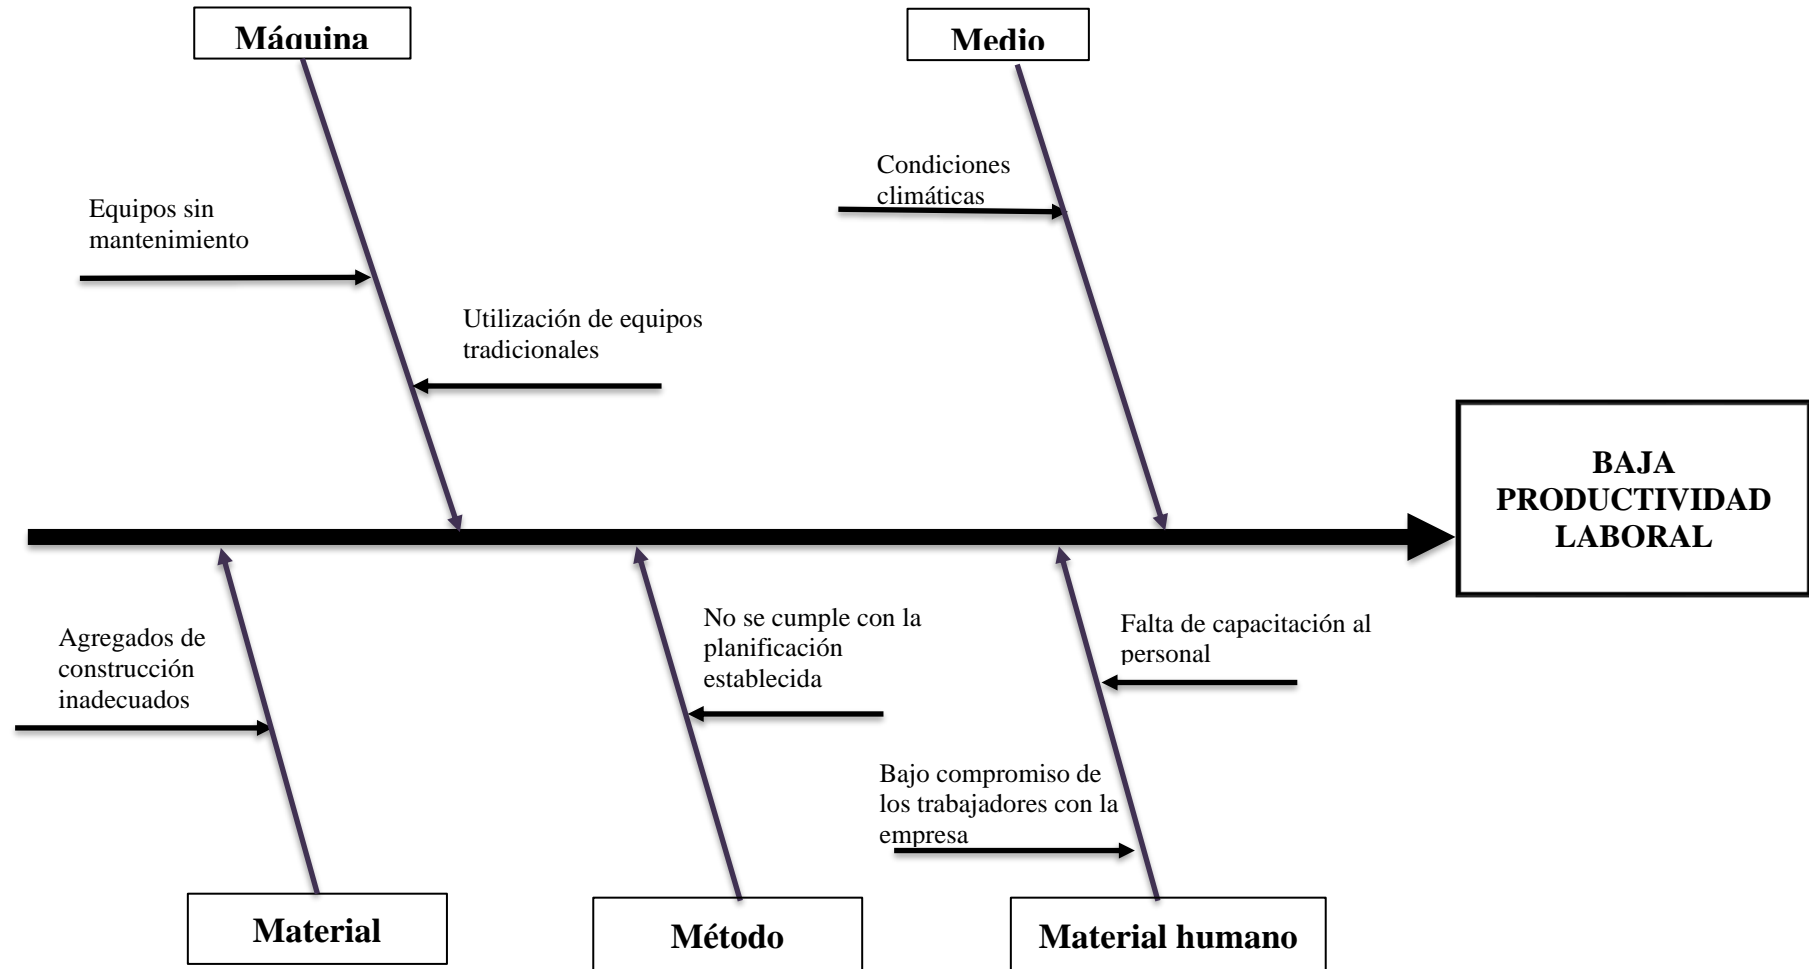 Máquina
Medio
Condiciones
climáticas
Equipos sin
mantenimiento
Utilización de equipos
tradicionales
BAJA
PRODUCTIVIDAD
LABORAL
Agregados de
construcción
inadecuados
No se cumple con la
planificación
establecida
Falta de capacitación al
personal
Bajo compromiso de
los trabajadores con la
empresa
Material
Método
Material humano